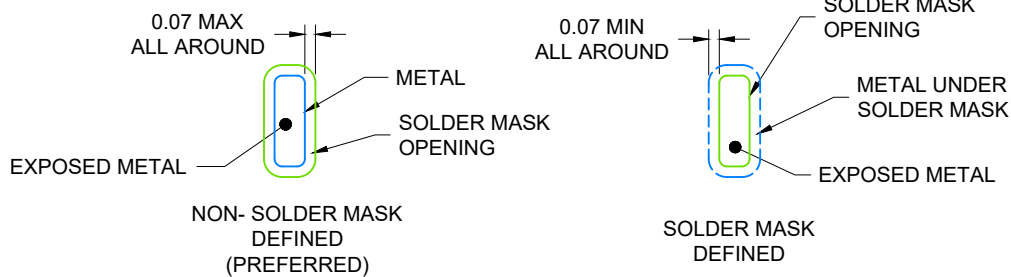 0.07 MAX
ALL AROUND
METAL
SOLDER MASK
OPENING
EXPOSED METAL
NON- SOLDER MASK
DEFINED
(PREFERRED)
0.07 MIN
ALL AROUND
SOLDER MASK
OPENING
METAL UNDER
SOLDER MASK
EXPOSED METAL
SOLDER MASK
DEFINED